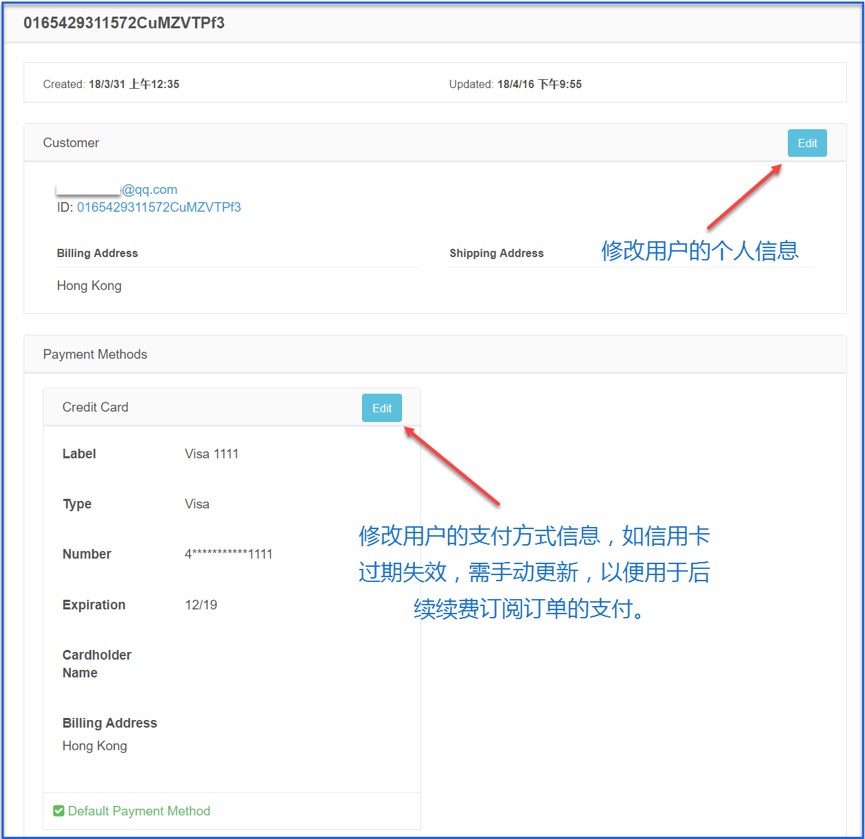 0165429311572CuMZVTPf3
Created: 18/3/31 上午12:35
Updated: 18/4/16 下午9:55
Customer
Edit
@qq.com
ID: 0165429311572CuMZVTPf3
修改用户的个人信息
Billing Address
Shipping Address
Hong Kong
Payment Methods
Credit Card
Edit
Label
Visa 1111
Type
Visa
修改用户的支付方式信息，如信用卡
过期失效，需手动更新，以便用于后
续续费订阅订单的支付。
Number
4***********1111
Expiration
12/19
Cardholder
Name
Billing Address
Hong Kong
Default Payment Method